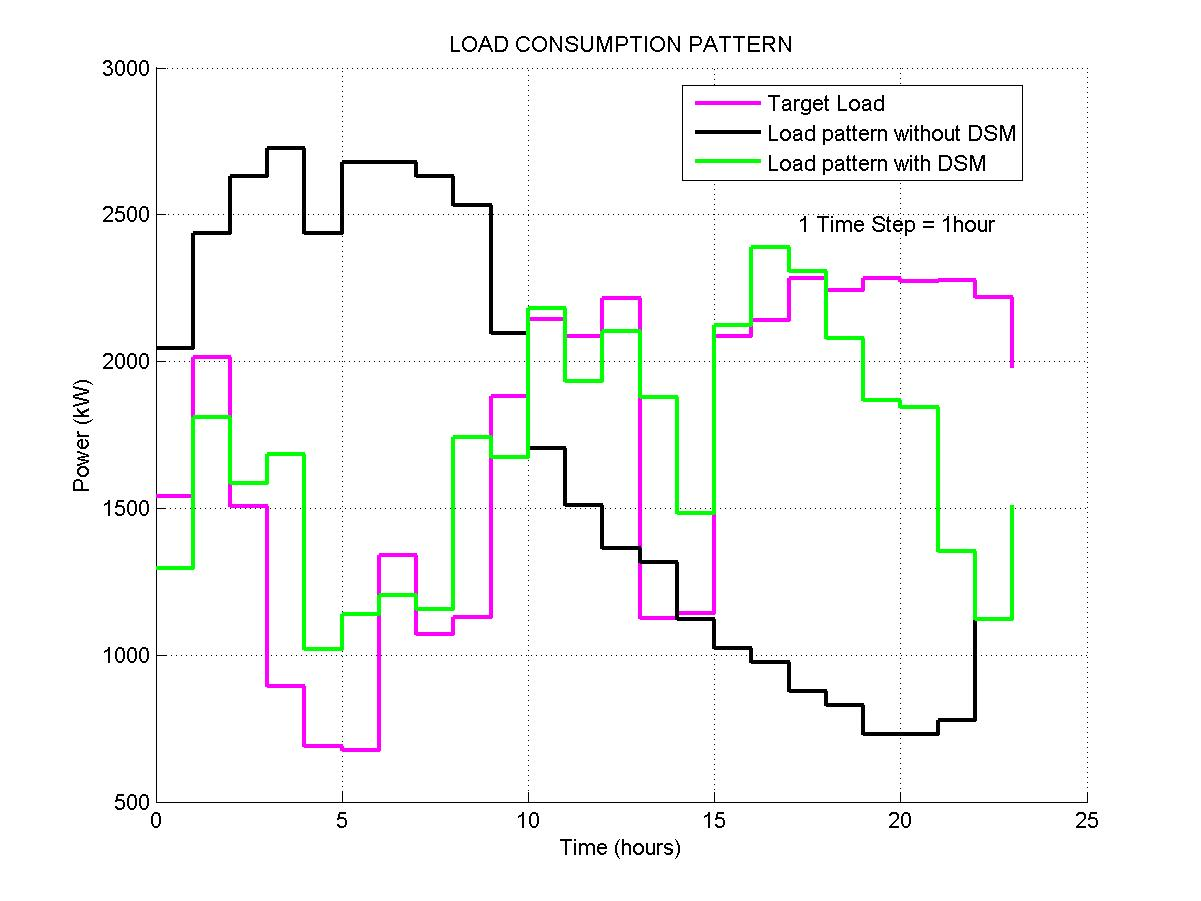 LOAD CONSUMPTION PATTERN
3000
2500
2000
1500
1000
500
Power (kW)
Target Load
Load pattern without DSM
Load pattern with DSM
1 Time Step = 1hour
0 5 10 15 20 25
Time (hours)